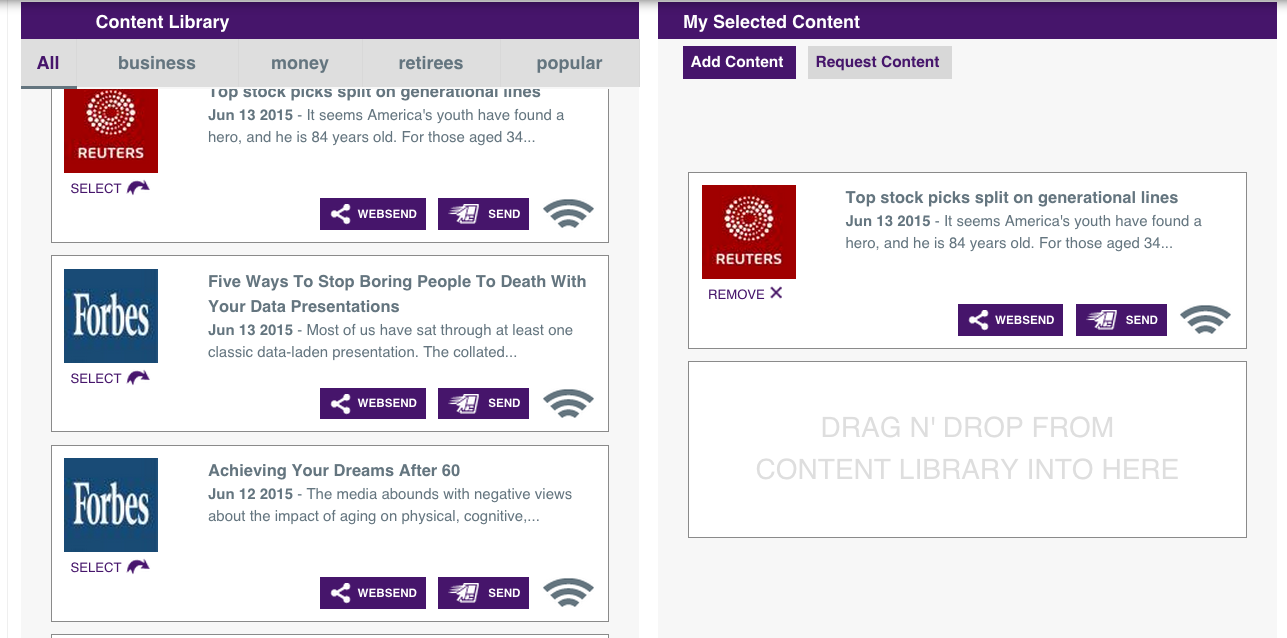 Content Library
All business money retirees popular
Top stock picks split on generational lines
Jun 13 2015 - It seems America's youth have found a
hero, and he is 84 years old. For those aged 34...
REUTERS
SELECT
WEBSEND SEND
Forbes
Five Ways To Stop Boring People To Death With
Your Data Presentations
Jun 13 2015 - Most of us have sat through at least one
classic data-laden presentation. The collated...
SELECT
WEBSEND SEND
Forbes
Achieving Your Dreams After 60
Jun 12 2015 - The media abounds with negative views
about the impact of aging on physical, cognitive,...
SELECT
WEBSEND SEND
My Selected Content
Add Content Request Content
Top stock picks split on generational lines
Jun 13 2015 - It seems America's youth have found a
hero, and he is 84 years old. For those aged 34...
REUTERS
REMOVE
WEBSEND SEND
DRAG N' DROP FROM
CONTENT LIBRARY INTO HERE